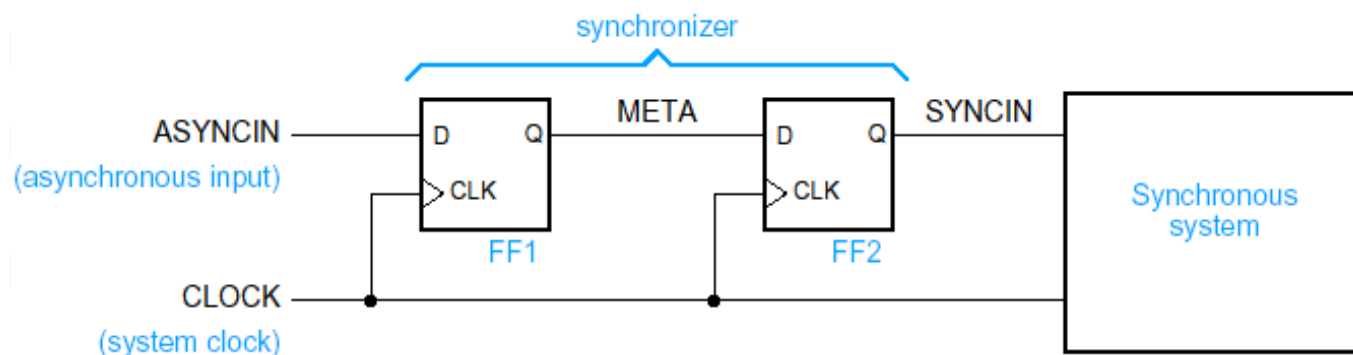 synchronizer
ASYNCIN
(asynchronous input)
D
Q
CLK
FF1
META
D
Q
CLK
FF2
SYNCIN
Synchronous
system
CLOCK
(system clock)